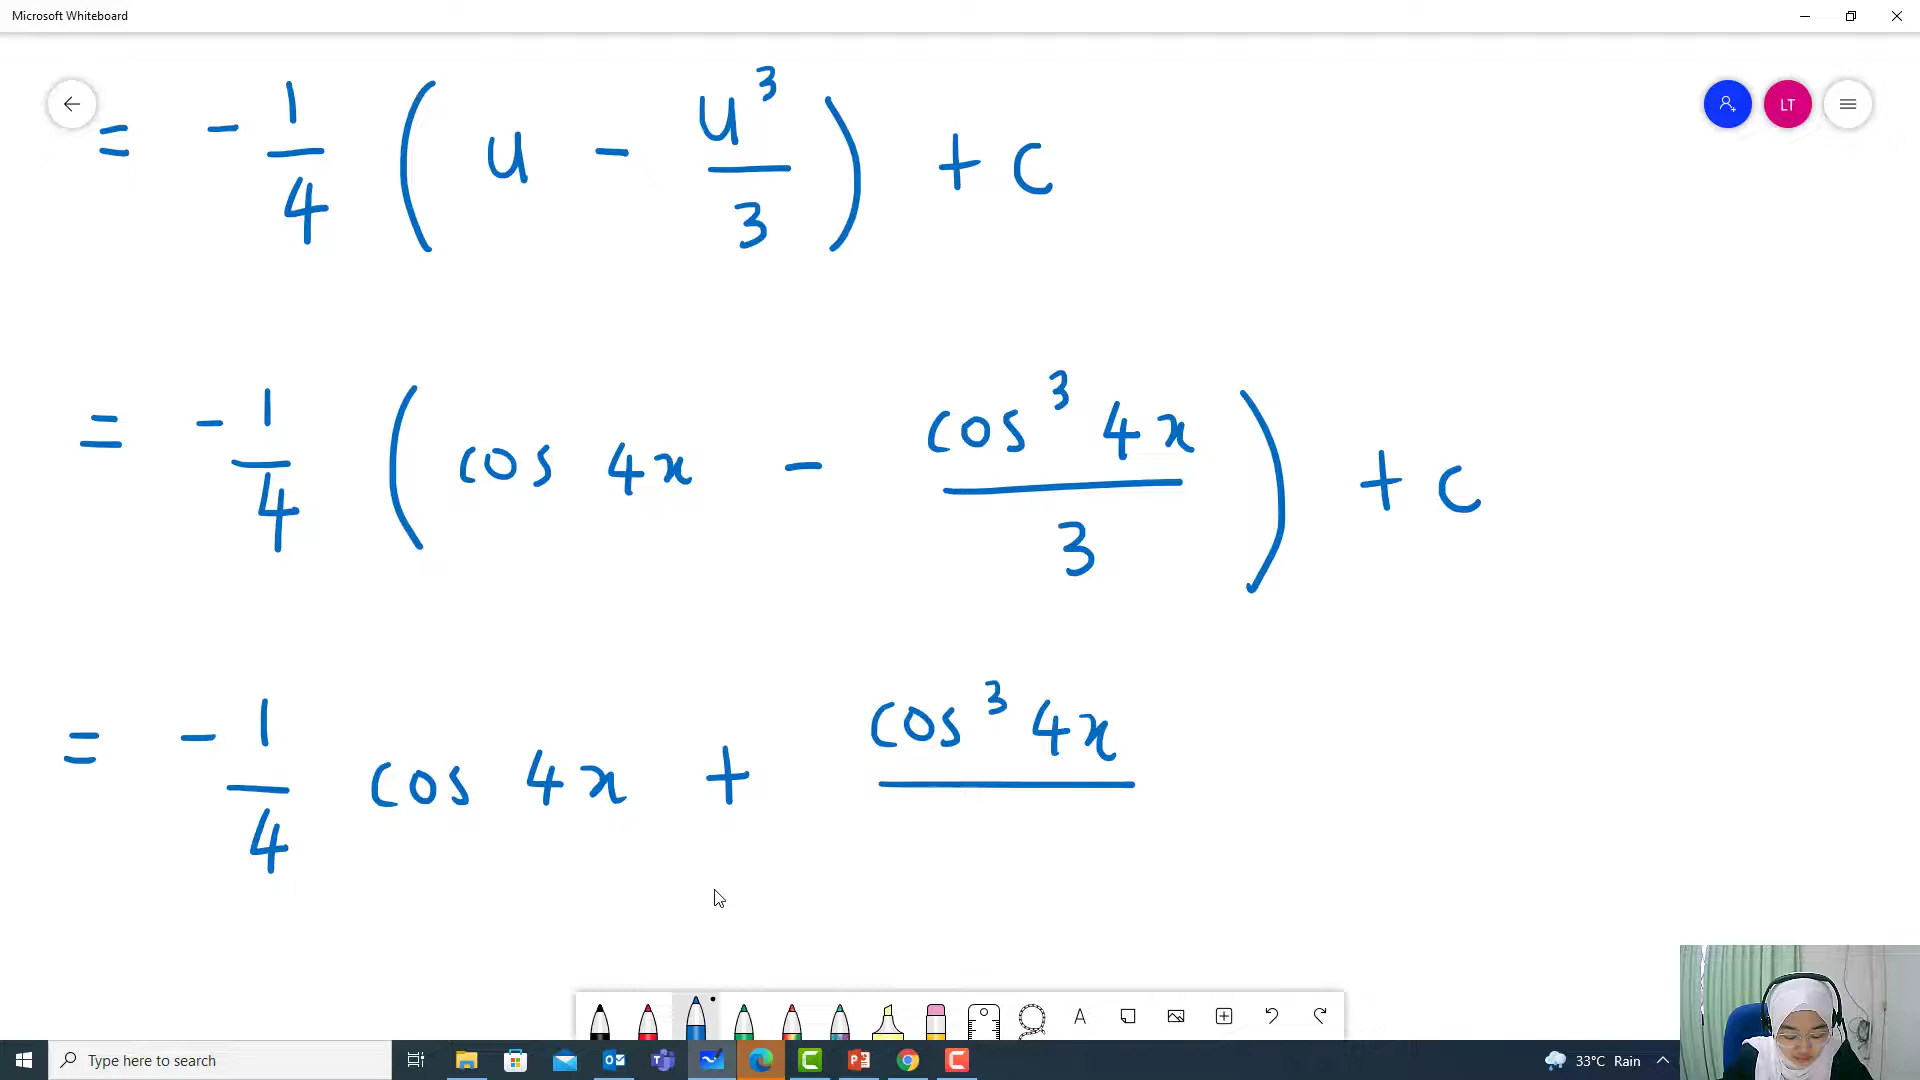 Microsoft Whiteboard
LT
= - 1/4 ( u - u³/3 ) + c
= - 1/4 ( cos 4x - cos³ 4x/3 ) + c
= - 1/4 cos 4x + cos³ 4x
A
Type here to search
33°C Rain